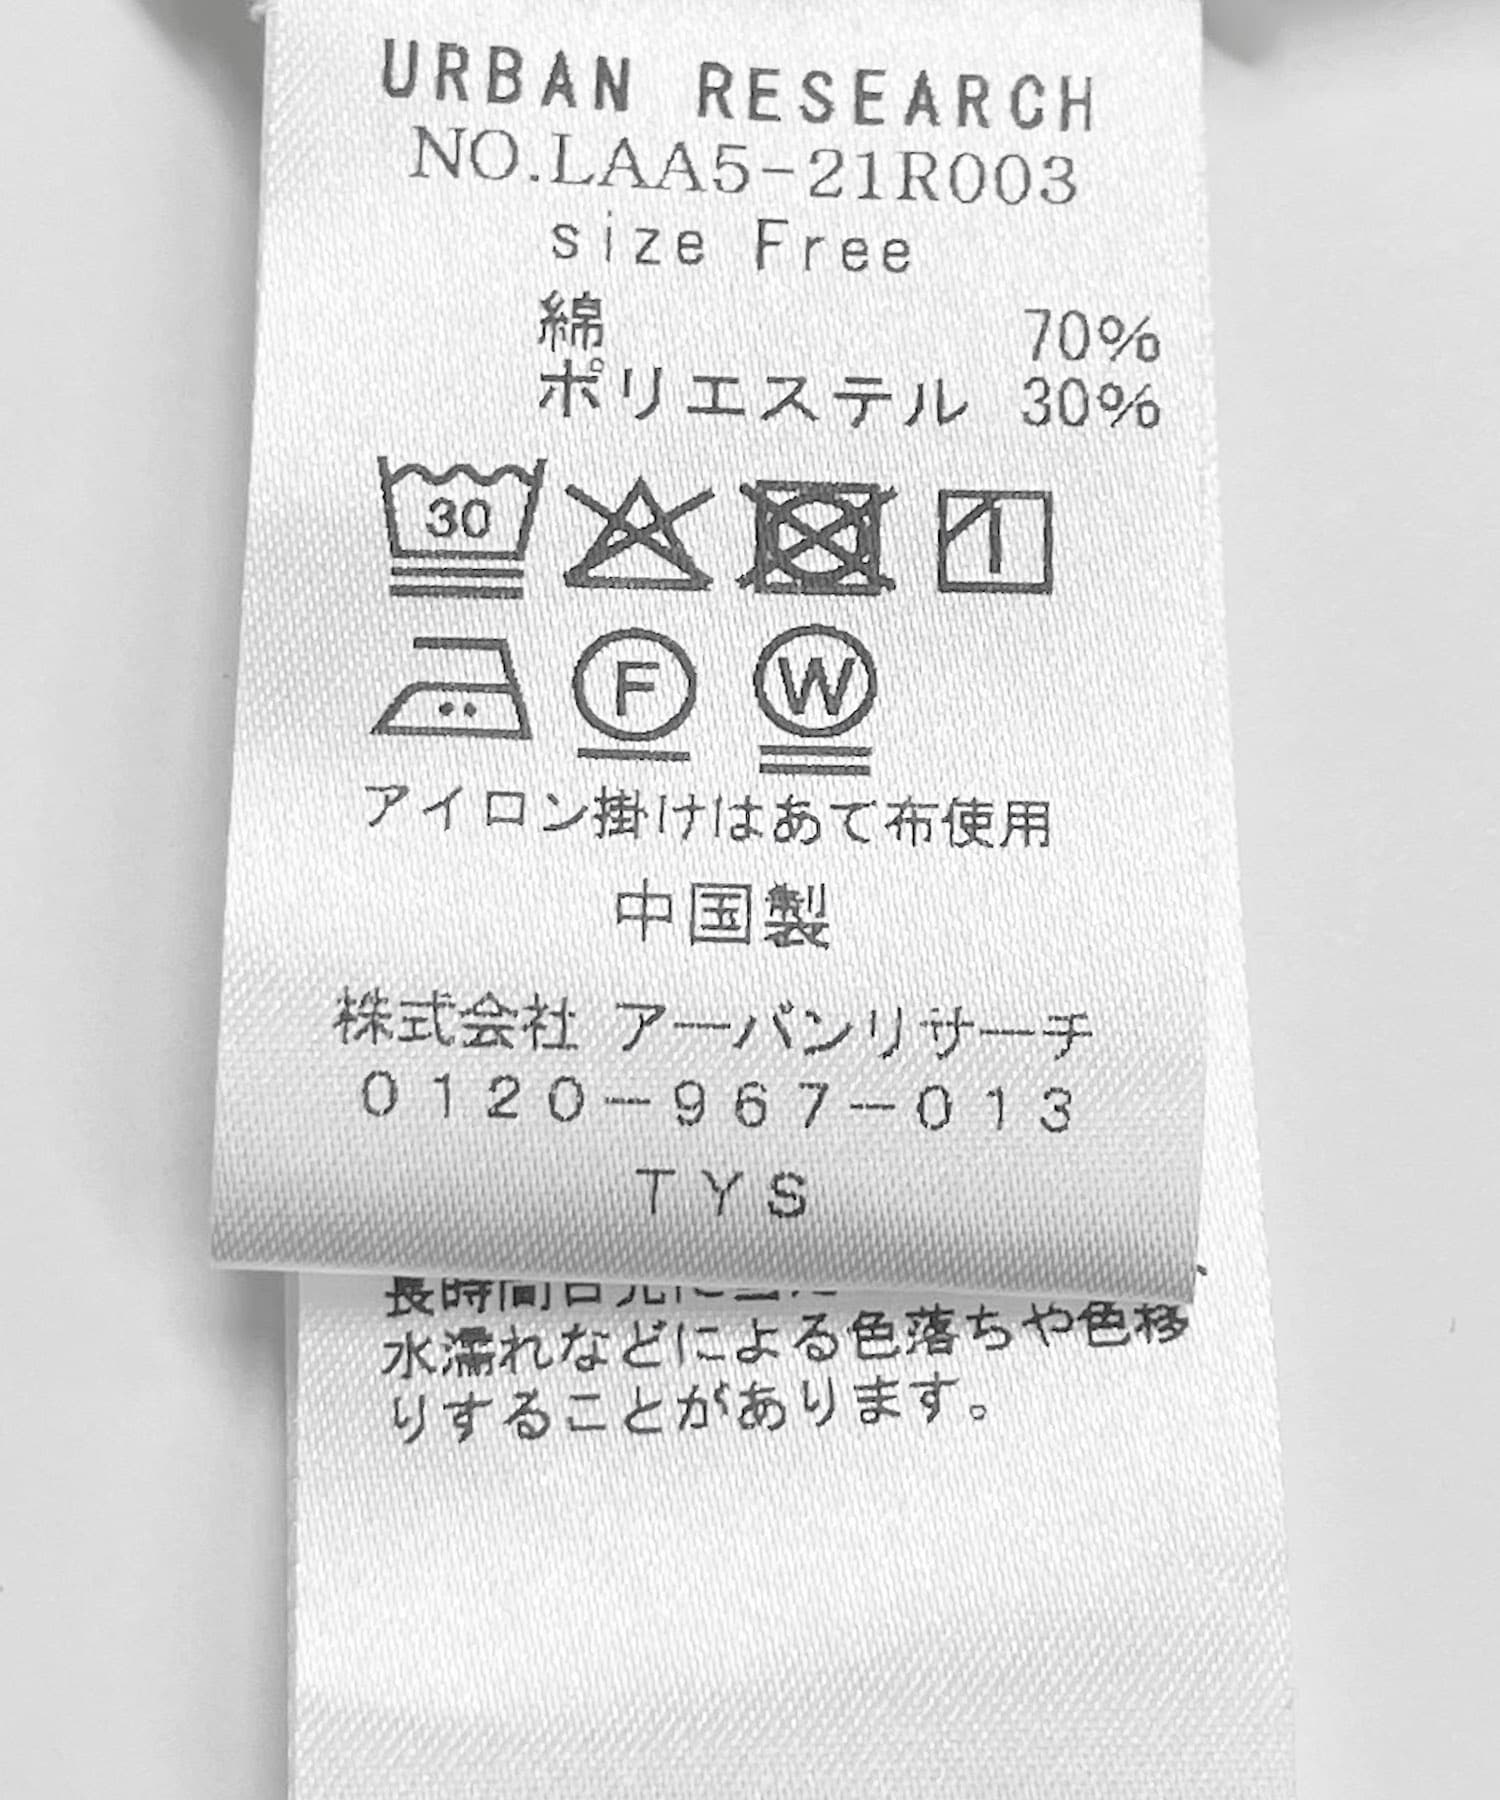 URBAN RESEARCH
NO.LAA5-21R003
size Free
綿 70%
ポリエステル 30%
30
F W
アイロン掛けはあて布使用
中国製
株式会社 アーバンリサーチ
0120-967-013
TYS
長時間
水濡れなどによる色落ちや色移
りすることがあります。